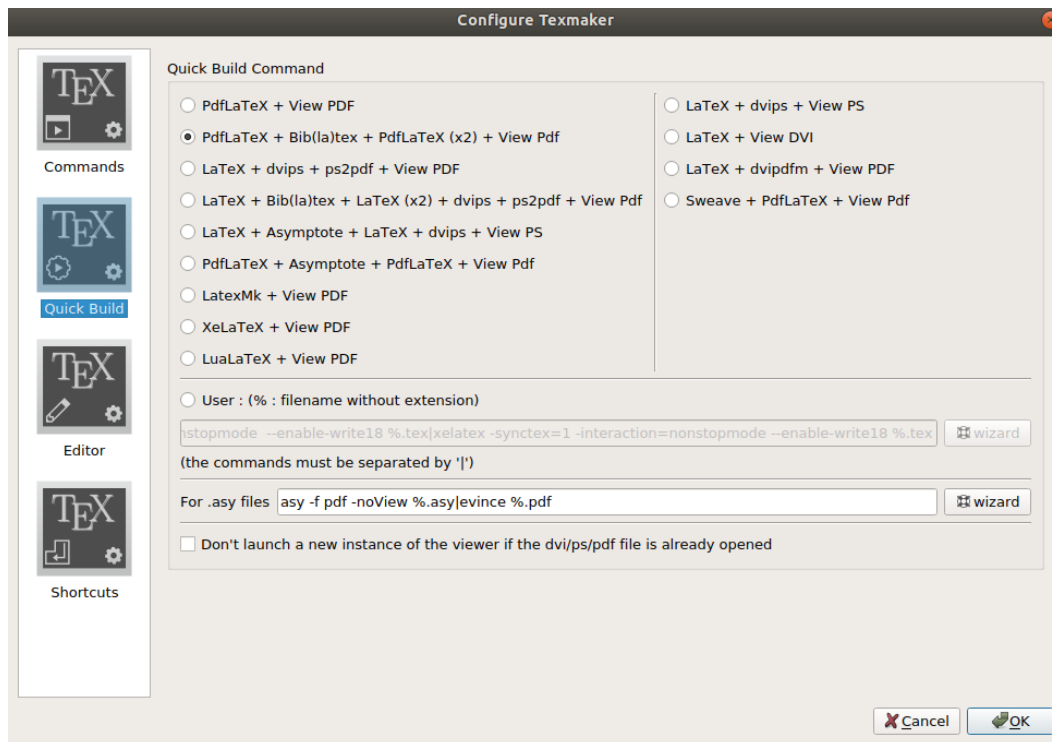 Configure Texmaker
TEX
Commands
TEX
Quick Build
TEX
Editor
TEX
Shortcuts
Quick Build Command
PdfLaTeX + View PDF
PdfLaTeX + Bib(la)tex + PdfLaTeX (x2) + View Pdf
LaTeX + dvips + ps2pdf + View PDF
LaTeX + Bib(la)tex + LaTeX (x2) + dvips + ps2pdf + View Pdf
LaTeX + Asymptote + LaTeX + dvips + View PS
PdfLaTeX + Asymptote + PdfLaTeX + View Pdf
LatexMk + View PDF
XeLaTeX + View PDF
LuaLaTeX + View PDF
LaTeX + dvips + View PS
LaTeX + View DVI
LaTeX + dvipdfm + View PDF
Sweave + PdfLaTeX + View Pdf
User : (% : filename without extension)
nstopmode --enable-write18 %.tex|xelatex -synctex=1 -interaction=nonstopmode --enable-write18 %.tex wizard
(the commands must be separated by '|')
For .asy files asy -f pdf -noView %.asy|evince %.pdf wizard
Don't launch a new instance of the viewer if the dvi/ps/pdf file is already opened
Cancel OK